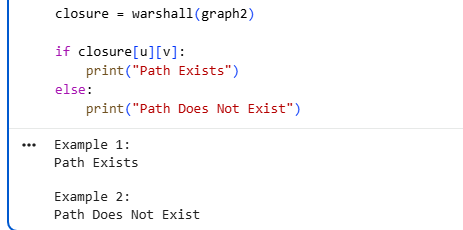 closure = warshall(graph2)
if closure[u][v]:
print("Path Exists")
else:
print("Path Does Not Exist")
Example 1:
Path Exists
Example 2:
Path Does Not Exist